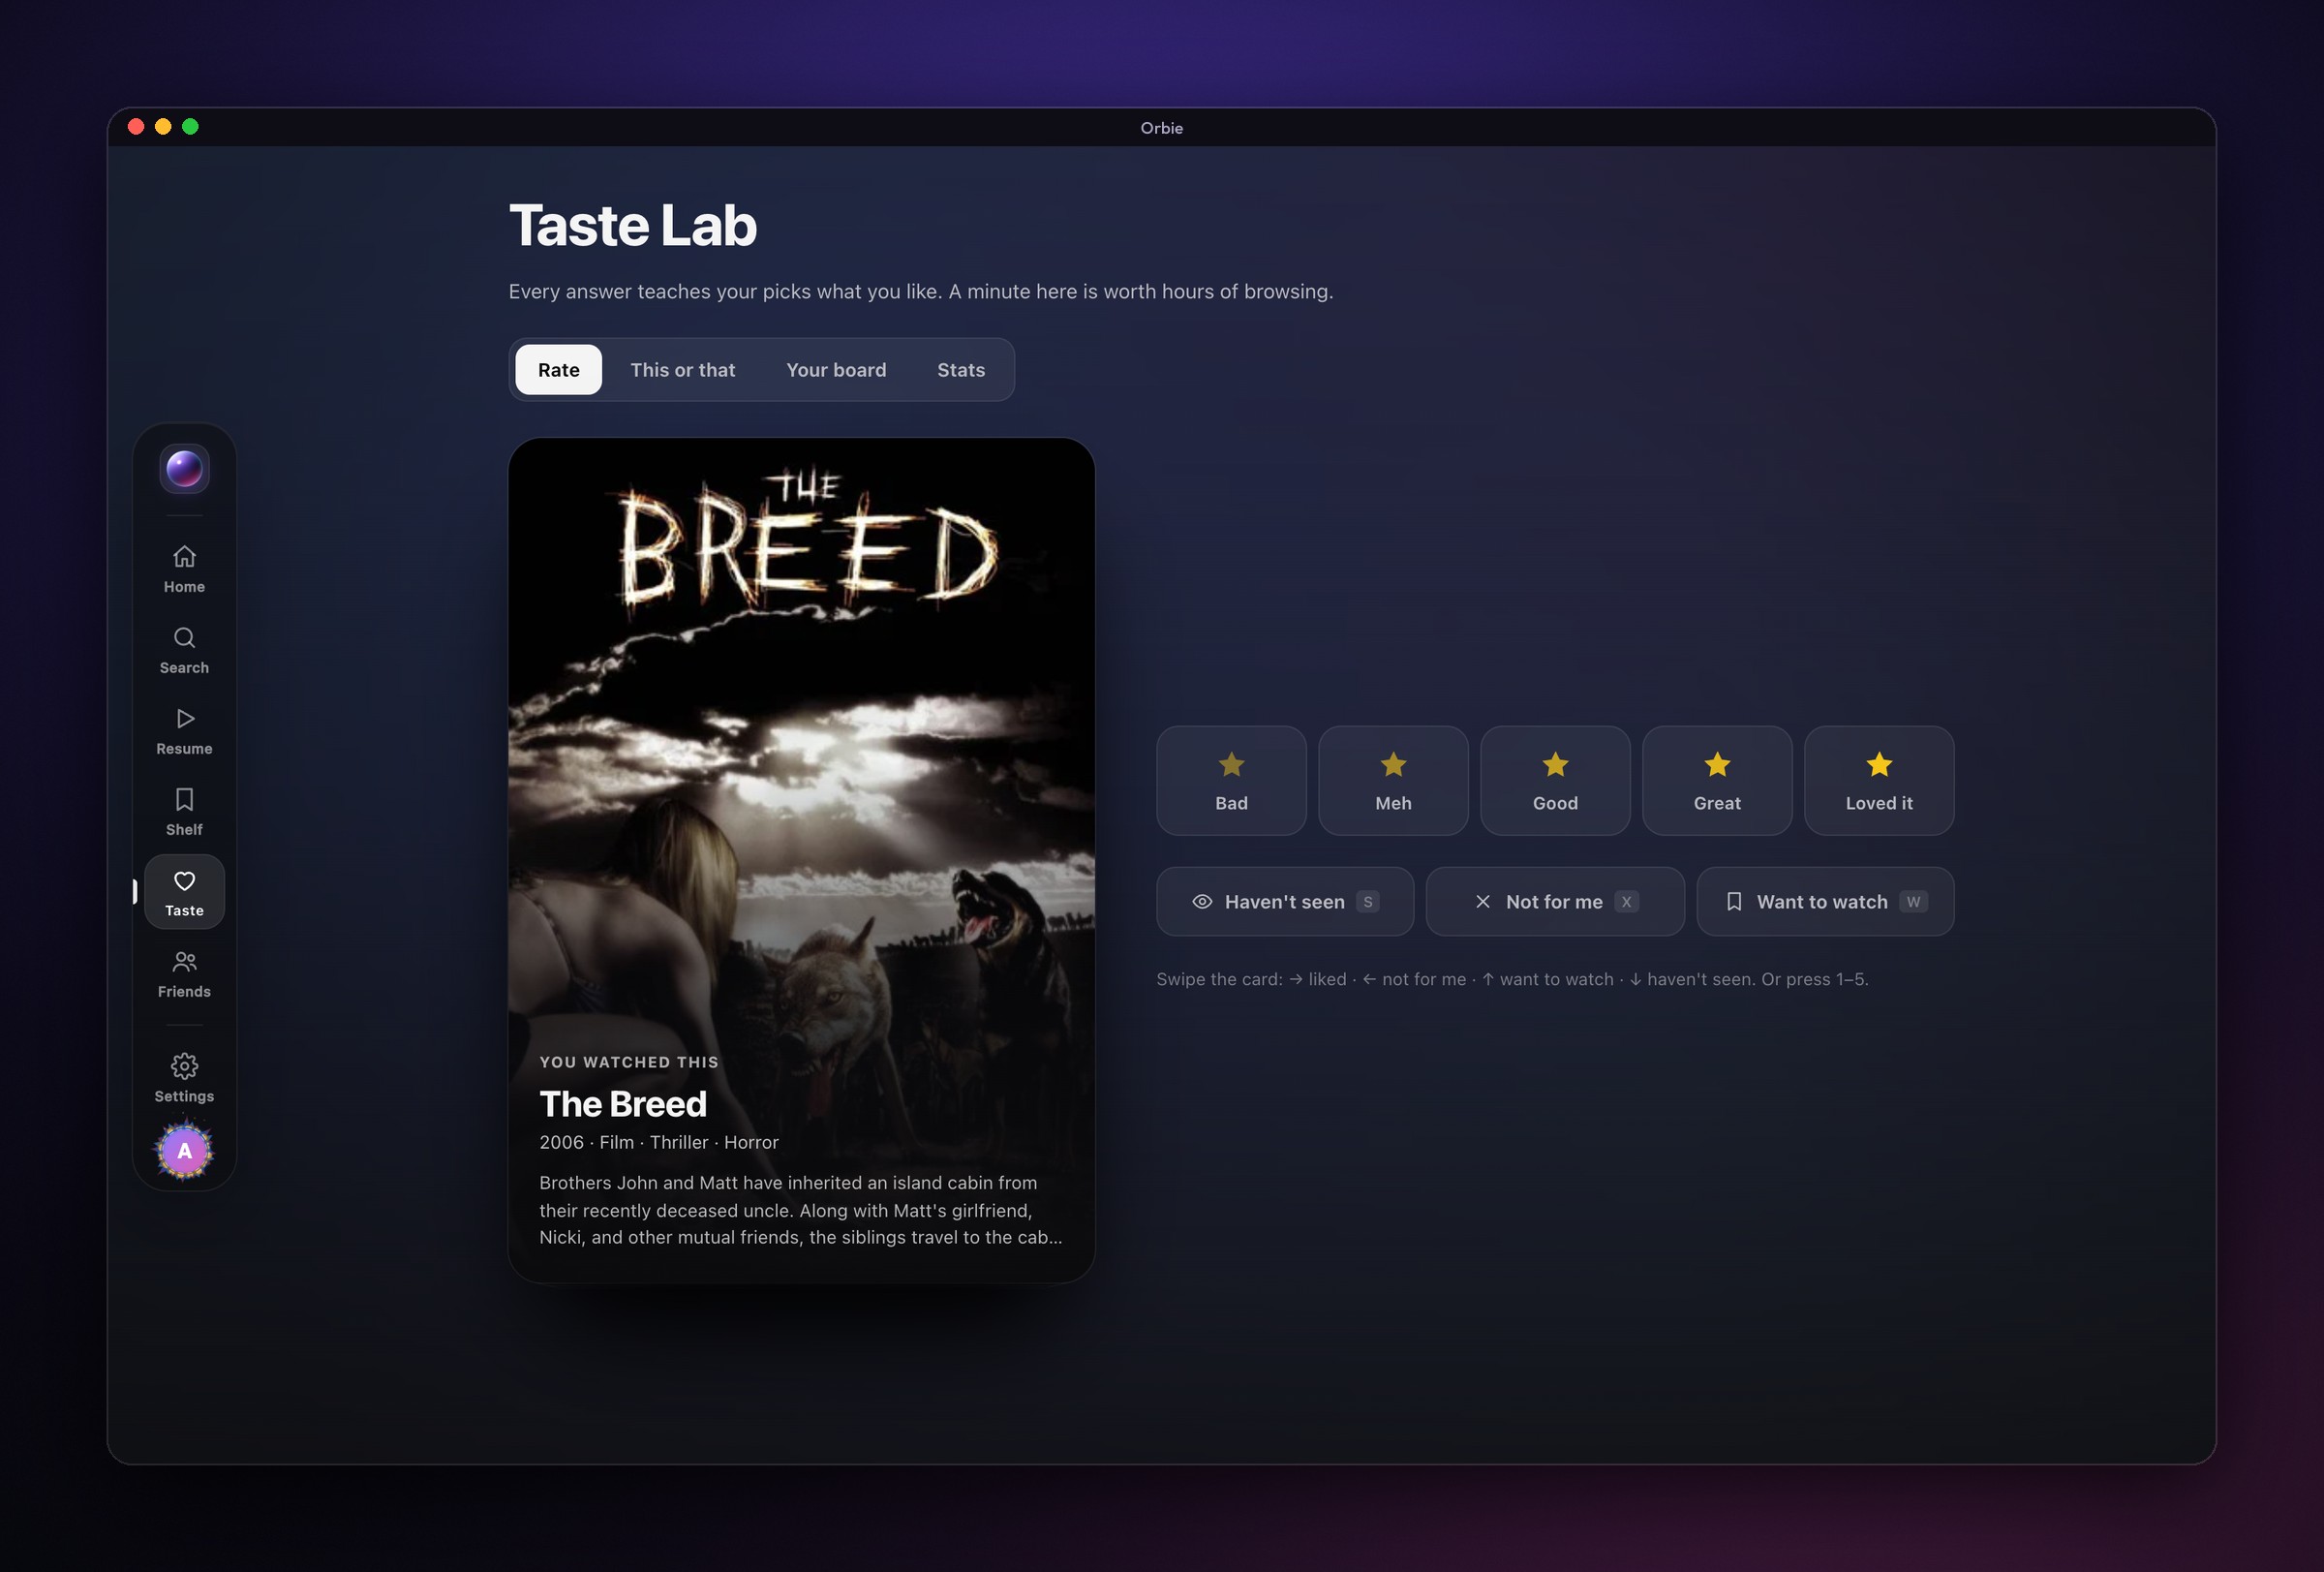 Orbie
Taste Lab
Every answer teaches your picks what you like. A minute here is worth hours of browsing.
Rate
This or that
Your board
Stats
Home
Search
Resume
Shelf
Taste
Friends
Settings
A
THE
BREED
YOU WATCHED THIS
The Breed
2006 · Film · Thriller · Horror
Brothers John and Matt have inherited an island cabin from
their recently deceased uncle. Along with Matt's girlfriend,
Nicki, and other mutual friends, the siblings travel to the cab...
Bad
Meh
Good
Great
Loved it
Haven't seen S
Not for me X
Want to watch W
Swipe the card: → liked · ← not for me · ↑ want to watch · ↓ haven't seen. Or press 1–5.